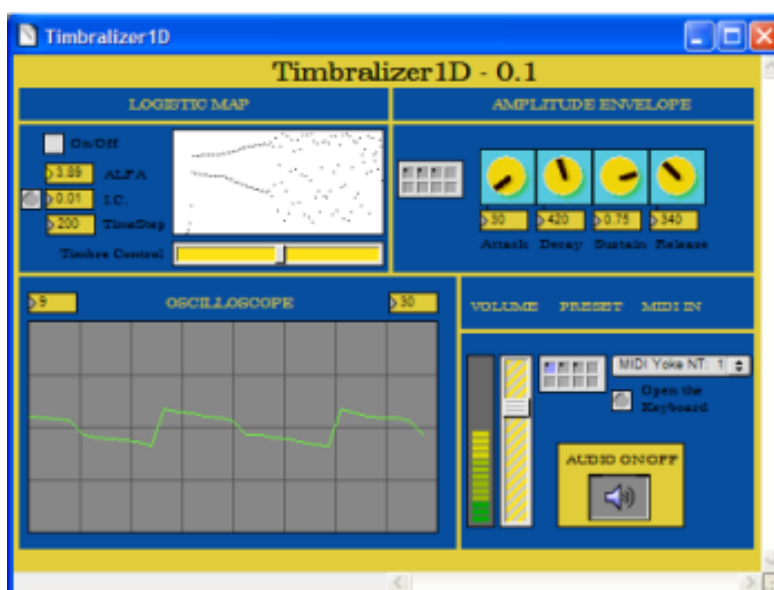 Timbralizer1D
Timbralizer1D - 0.1
LOGISTIC MAP
AMPLITUDE ENVELOPE
On/Off
3.89 ALFA
0.01 I.C.
200 TimeStep
Timbre Control
30 420 0.75 340
Attack Decay Sustain Release
9 OSCILLOSCOPE 30
VOLUME PRESET MIDI IN
MIDI Yoke NT: 1
Open the
Keyboard
AUDIO ON/OFF